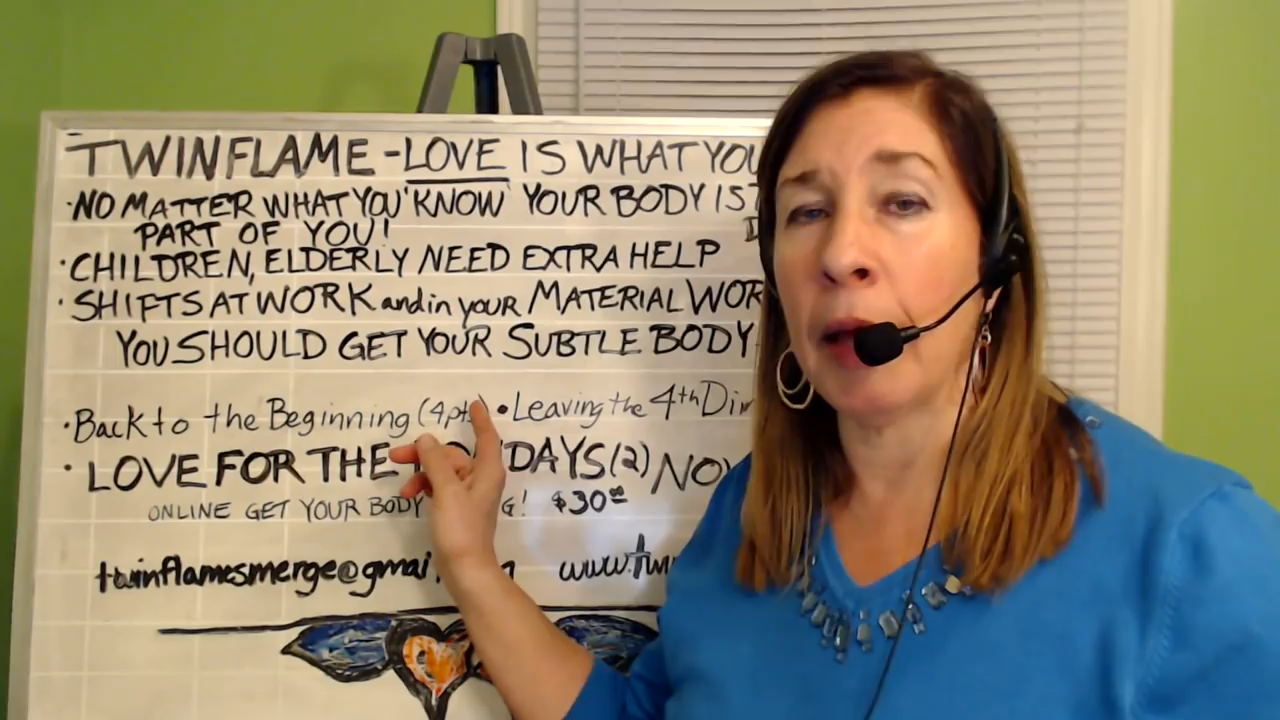 TWINFLAME - LOVE IS WHAT YOU
· NO MATTER WHAT YOU "KNOW" YOUR BODY IS
PART OF YOU!
· CHILDREN, ELDERLY NEED EXTRA HELP
· SHIFTS AT WORK and in your MATERIAL WOR
YOU SHOULD GET YOUR SUBTLE BODY
· Back to the Beginning (4pts) • Leaving the 4th Dim
· LOVE FOR THE DAYS (2) NOW
ONLINE GET YOUR BODY $30.00
twinflamesmerge@gmai www.twi